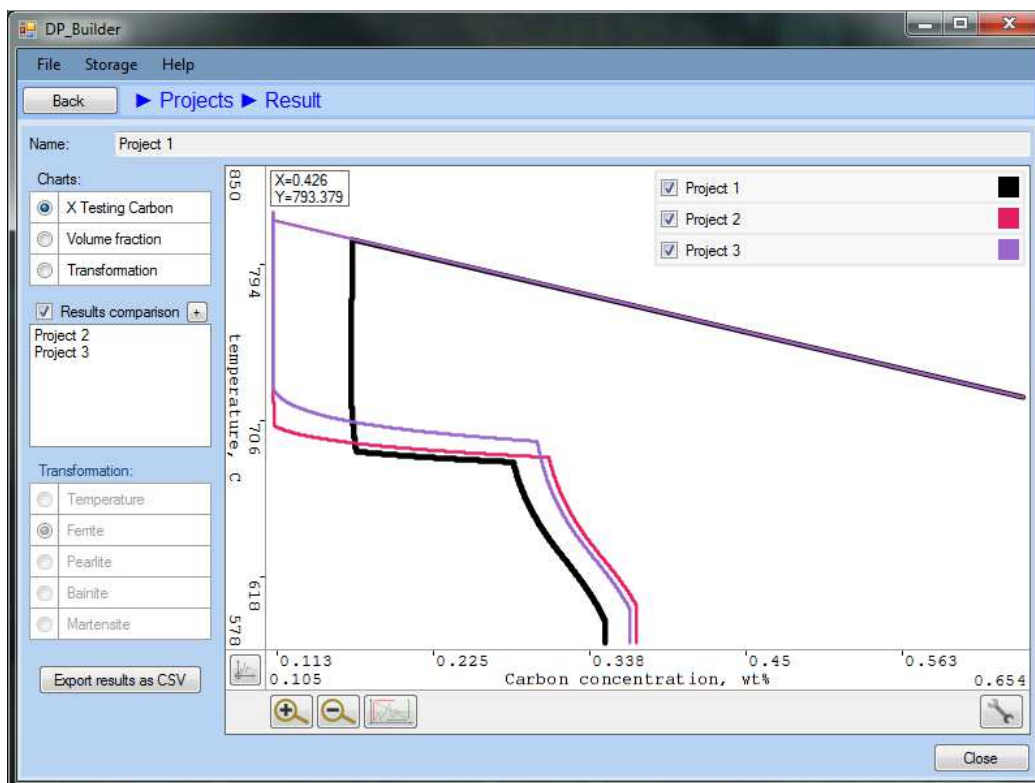 DP_Builder
File Storage Help
Back ► Projects ► Result
Name: Project 1
Charts:
X Testing Carbon
Volume fraction
Transformation
Results comparison +
Project 2
Project 3
Transformation:
Temperature
Ferrite
Pearlite
Bainite
Martensite
Export results as CSV
X=0.426
Y=793.379
Project 1
Project 2
Project 3
850
794
temperature, C
706
618
578
0.113 0.225 0.338 0.45 0.563
0.105 Carbon concentration, wt% 0.654
Close